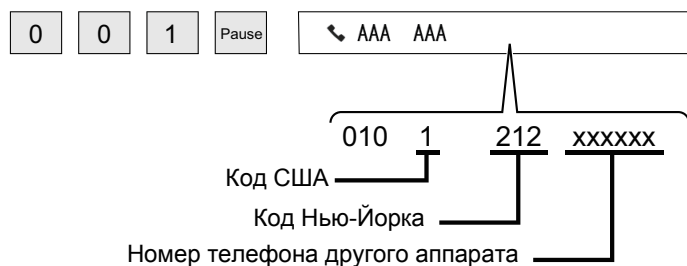 0 0 1 Pause AAA AAA
010 1 212 xxxxxx
Код США
Код Нью-Йорка
Номер телефона другого аппарата